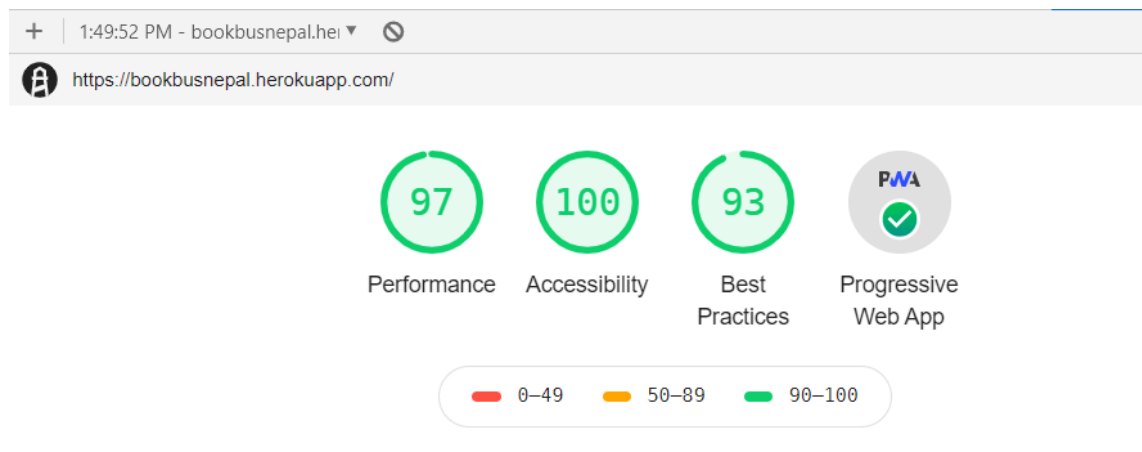 1:49:52 PM - bookbusnepal.her
https://bookbusnepal.herokuapp.com/
97 100 93 PWA
Performance Accessibility Best Practices Progressive Web App
0–49 50–89 90–100